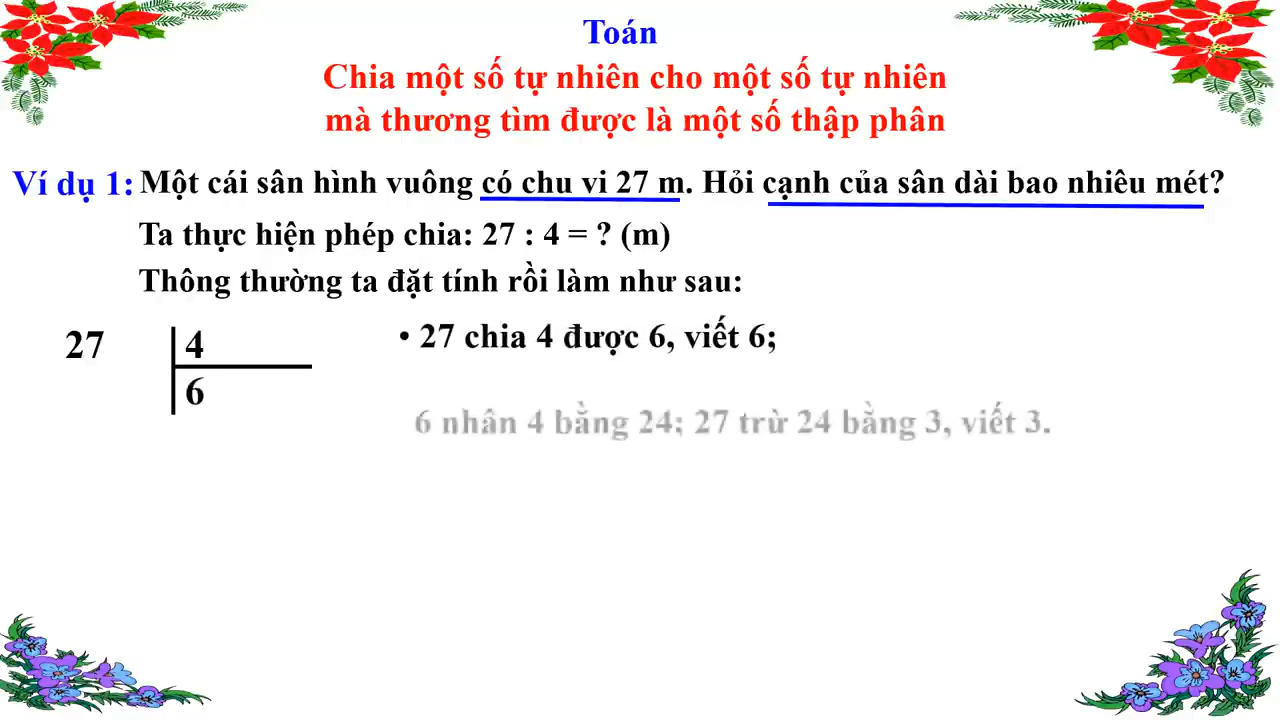 Toán
Chia một số tự nhiên cho một số tự nhiên
mà thương tìm được là một số thập phân
Ví dụ 1: Một cái sân hình vuông có chu vi 27 m. Hỏi cạnh của sân dài bao nhiêu mét?
Ta thực hiện phép chia: 27 : 4 = ? (m)
Thông thường ta đặt tính rồi làm như sau:
27 4
6
• 27 chia 4 được 6, viết 6;
6 nhân 4 bằng 24; 27 trừ 24 bằng 3, viết 3.